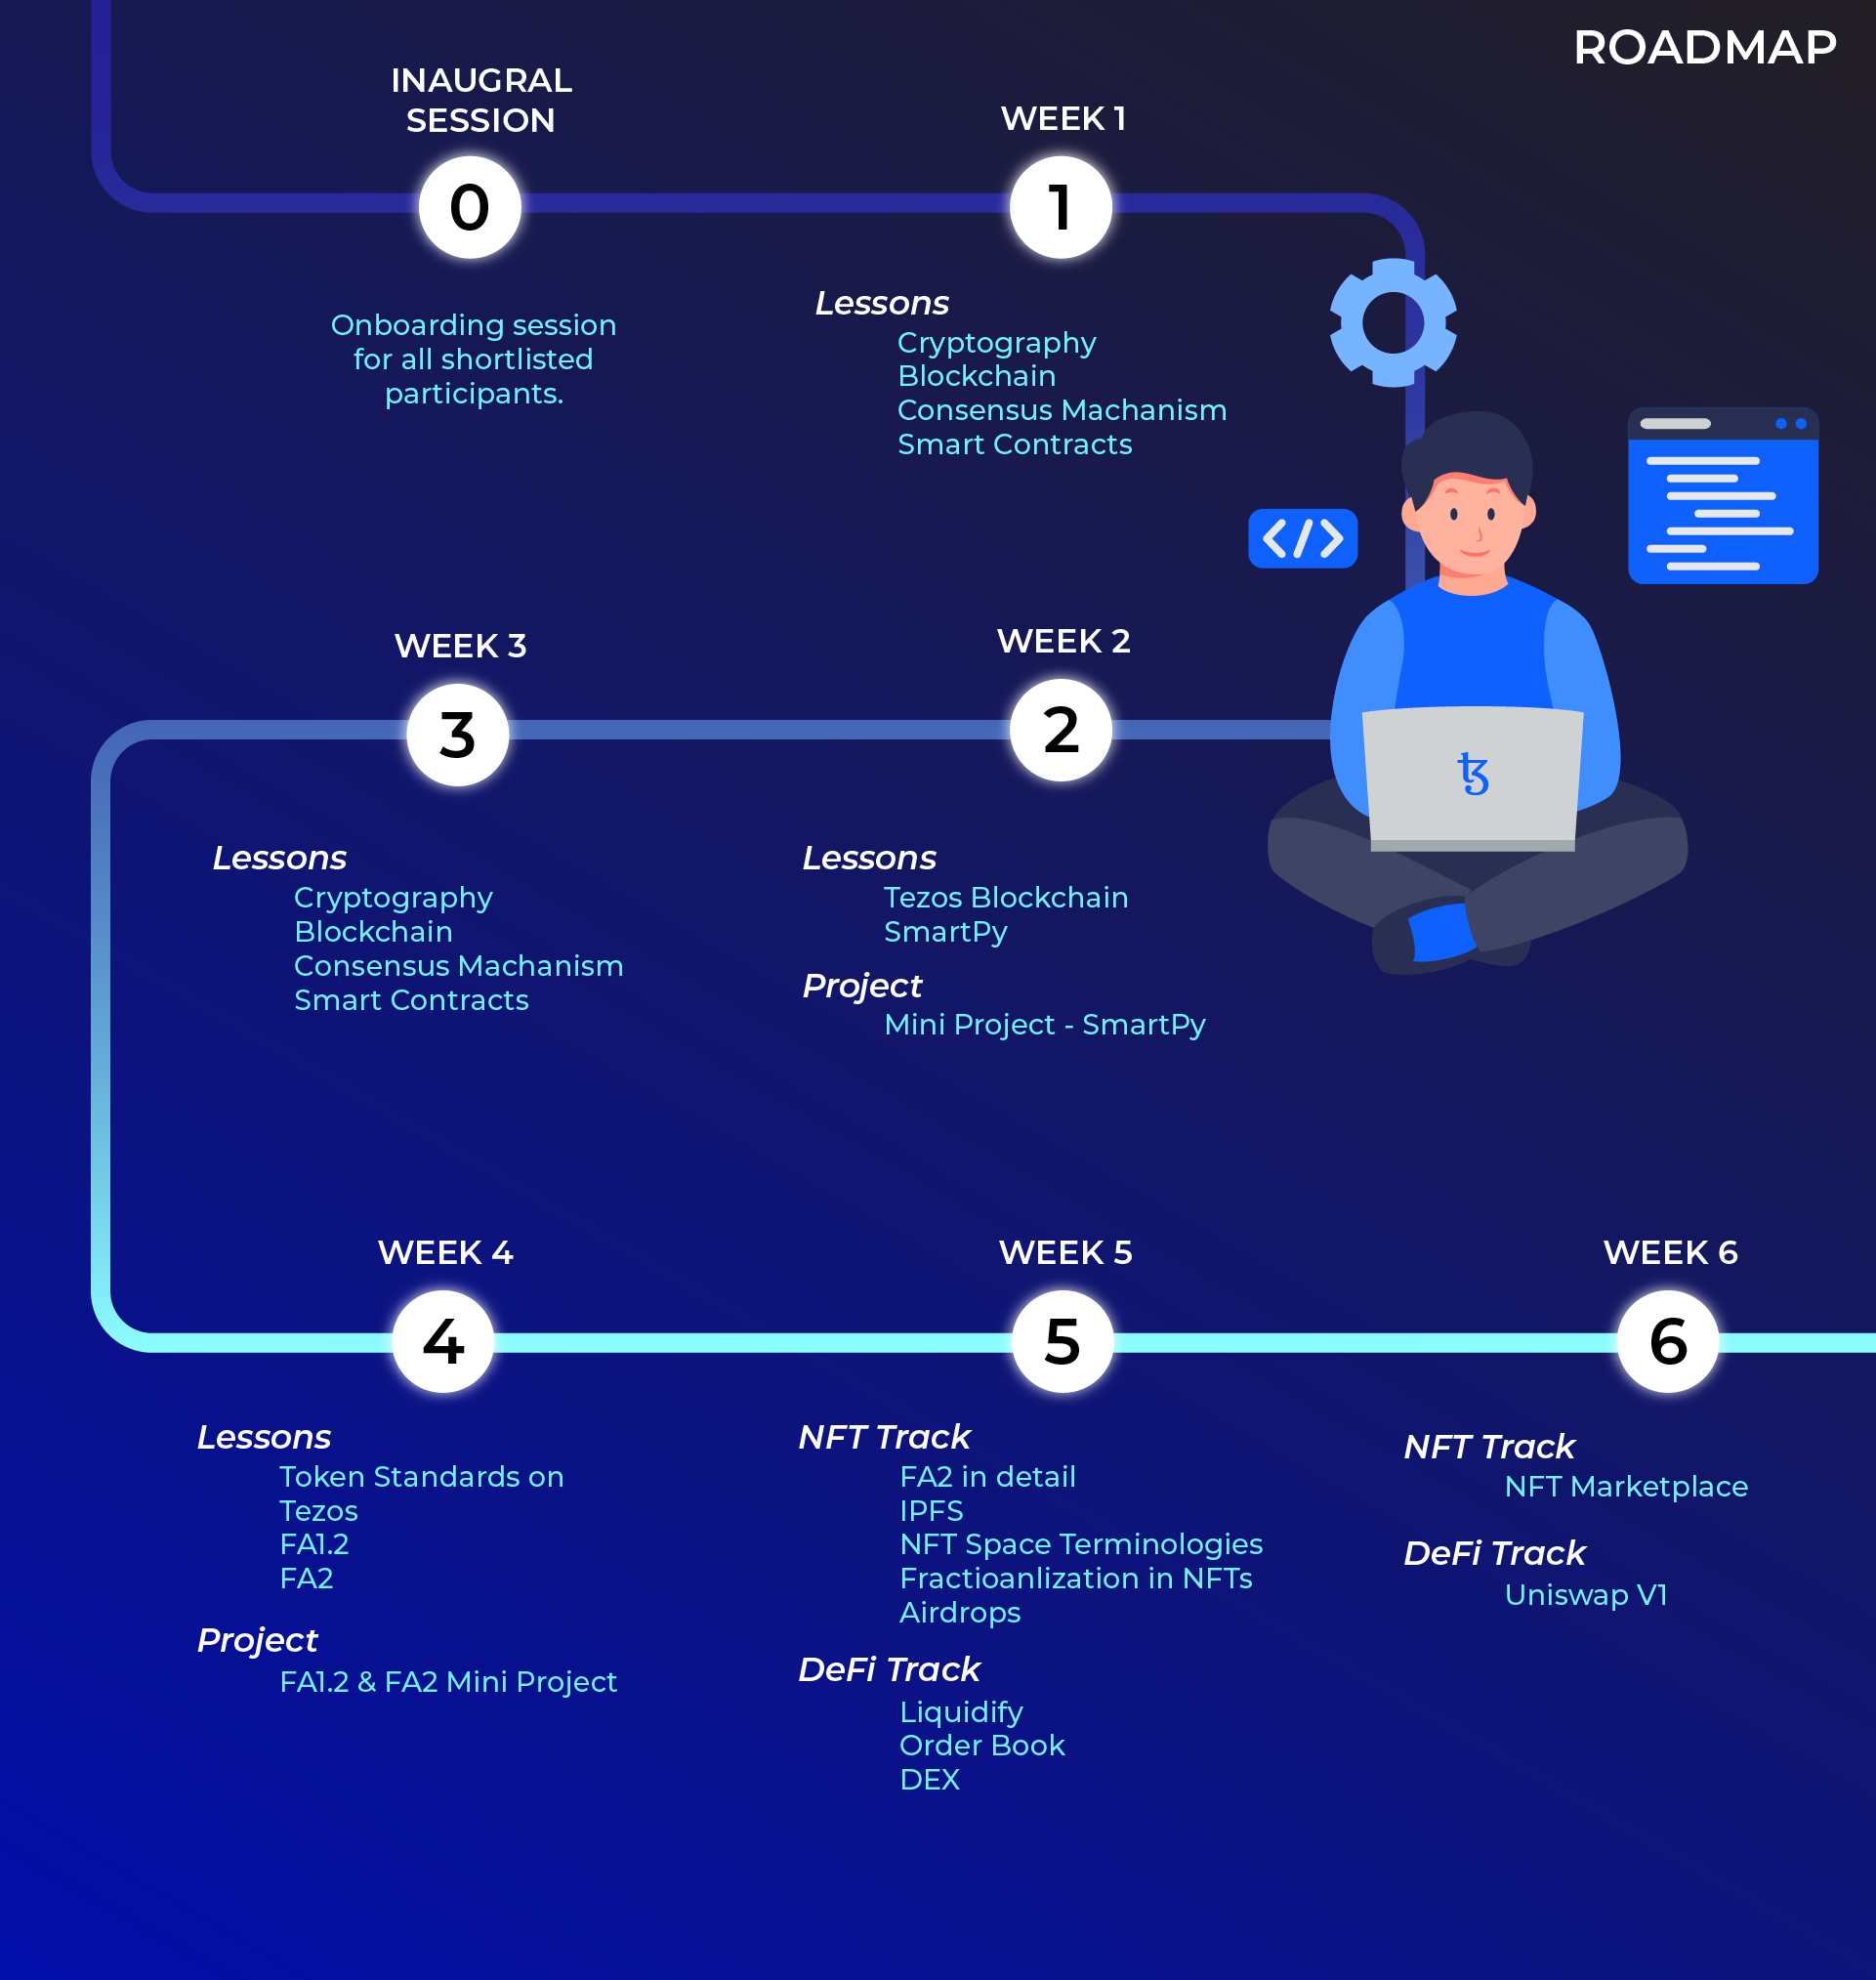 ROADMAP
INAUGRAL
SESSION
0
Onboarding session
for all shortlisted
participants.
WEEK 1
1
Lessons
Cryptography
Blockchain
Consensus Machanism
Smart Contracts
</>
WEEK 2
2
Lessons
Tezos Blockchain
SmartPy
Project
Mini Project - SmartPy
ꜩ
WEEK 3
3
Lessons
Cryptography
Blockchain
Consensus Machanism
Smart Contracts
WEEK 4
4
Lessons
Token Standards on
Tezos
FA1.2
FA2
Project
FA1.2 & FA2 Mini Project
WEEK 5
5
NFT Track
FA2 in detail
IPFS
NFT Space Terminologies
Fractioanlization in NFTs
Airdrops
DeFi Track
Liquidify
Order Book
DEX
WEEK 6
6
NFT Track
NFT Marketplace
DeFi Track
Uniswap V1